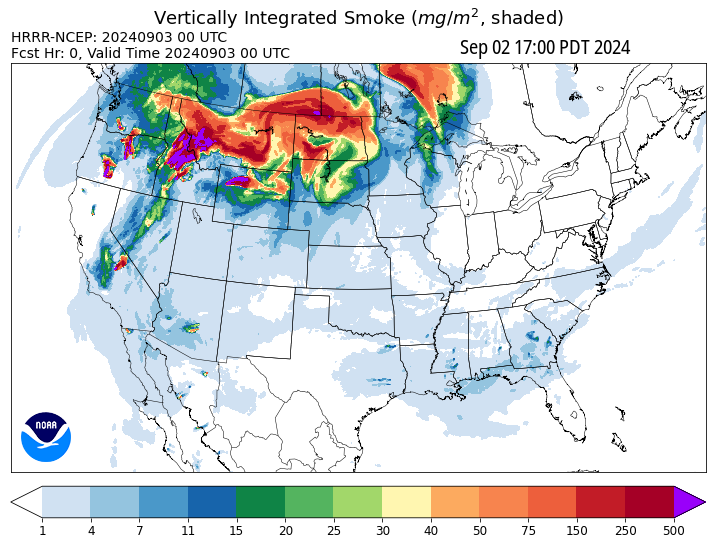 Vertically Integrated Smoke (mg/m², shaded)
HRRR-NCEP: 20240903 00 UTC
Fcst Hr: 0, Valid Time 20240903 00 UTC
Sep 02 17:00 PDT 2024
NOAA
1 4 7 11 15 20 25 30 40 50 75 150 250 500